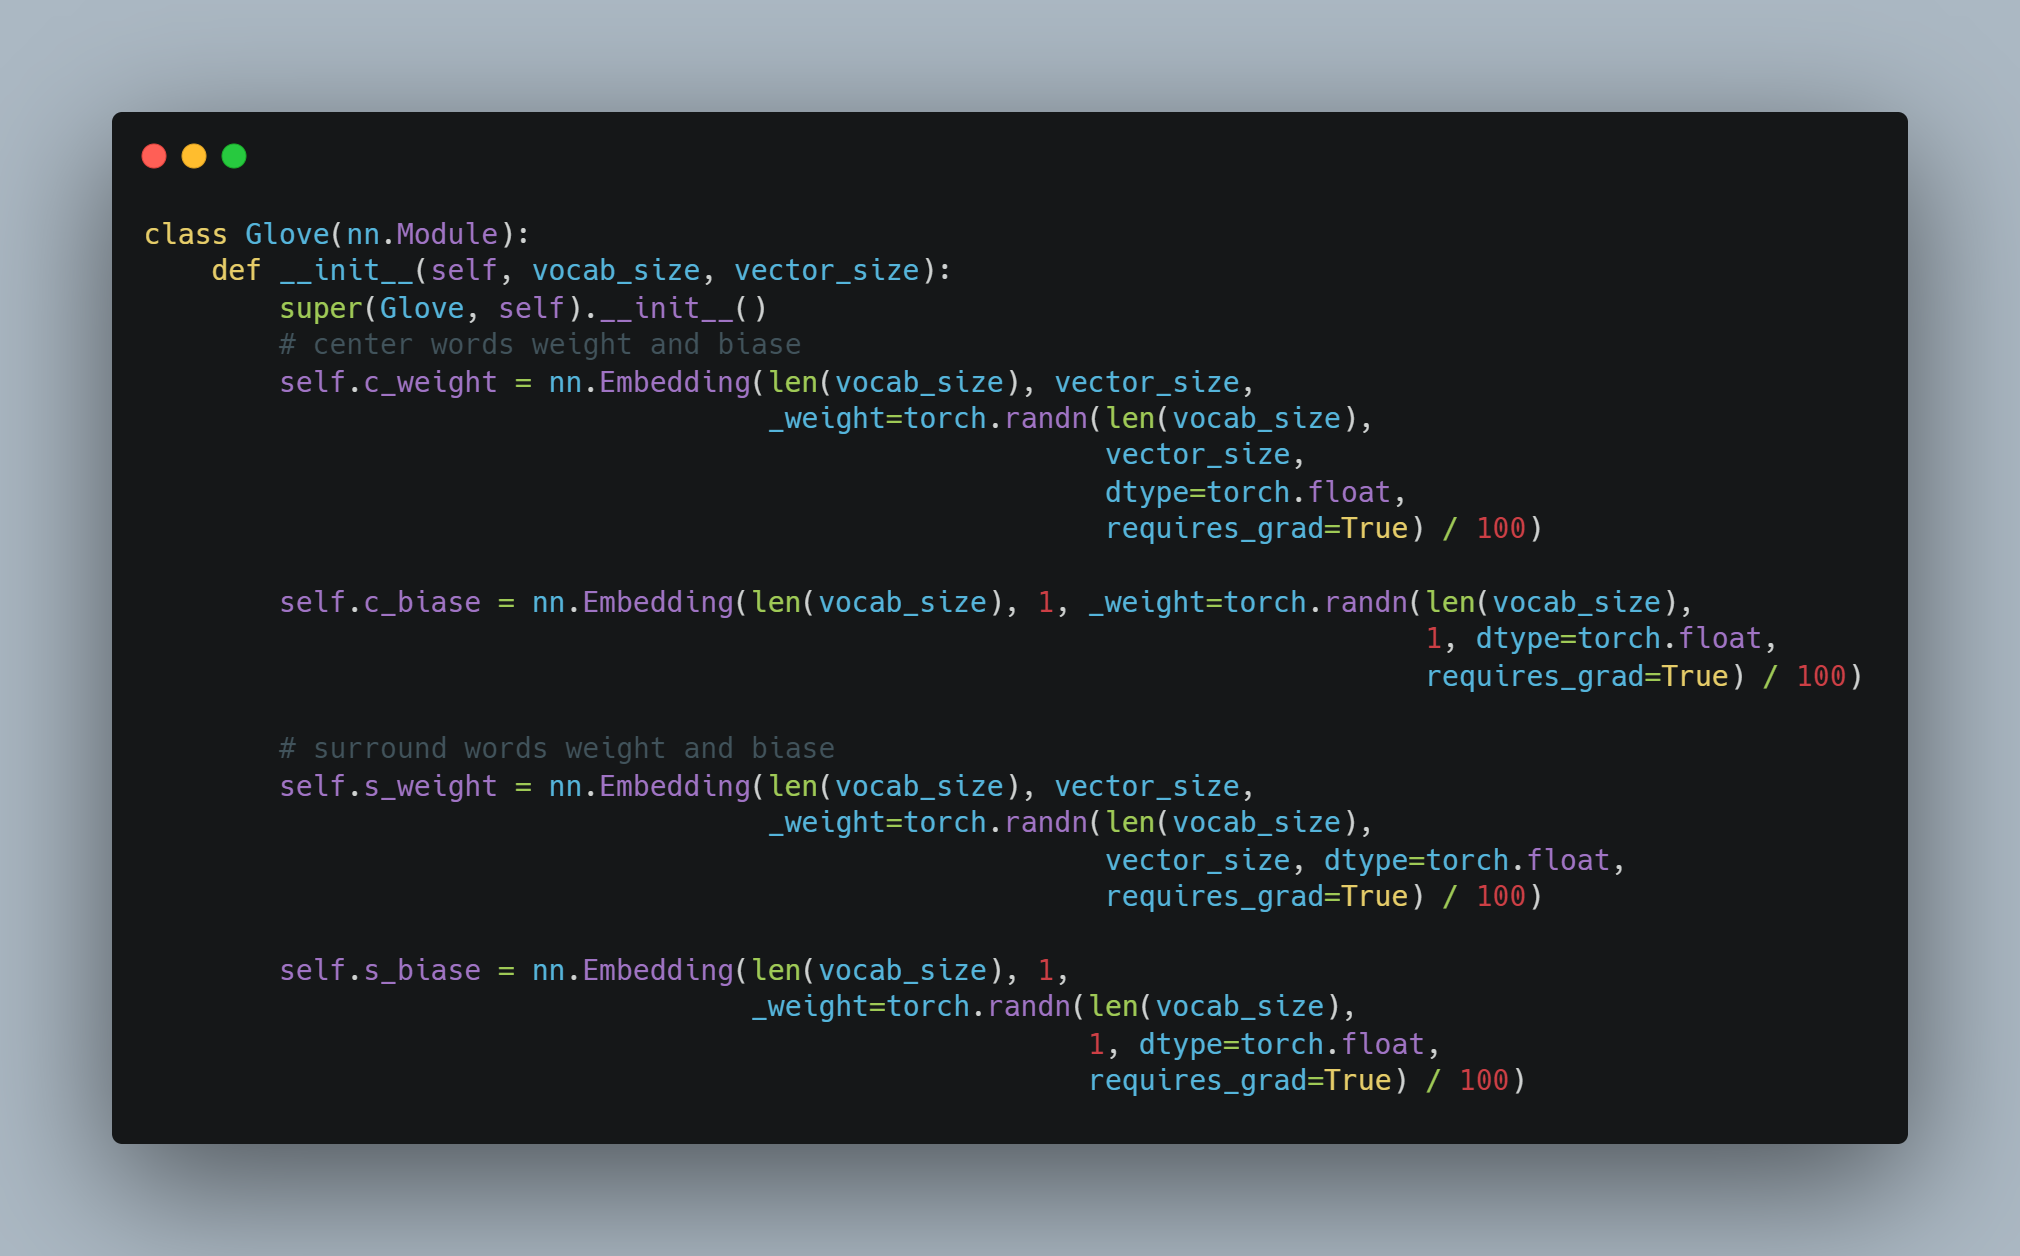 class Glove(nn.Module):
    def __init__(self, vocab_size, vector_size):
        super(Glove, self).__init__()
        # center words weight and biase
        self.c_weight = nn.Embedding(len(vocab_size), vector_size,
                                     _weight=torch.randn(len(vocab_size),
                                                         vector_size,
                                                         dtype=torch.float,
                                                         requires_grad=True) / 100)

        self.c_biase = nn.Embedding(len(vocab_size), 1, _weight=torch.randn(len(vocab_size),
                                                                            1, dtype=torch.float,
                                                                            requires_grad=True) / 100)

        # surround words weight and biase
        self.s_weight = nn.Embedding(len(vocab_size), vector_size,
                                     _weight=torch.randn(len(vocab_size),
                                                         vector_size, dtype=torch.float,
                                                         requires_grad=True) / 100)

        self.s_biase = nn.Embedding(len(vocab_size), 1,
                                    _weight=torch.randn(len(vocab_size),
                                                        1, dtype=torch.float,
                                                        requires_grad=True) / 100)